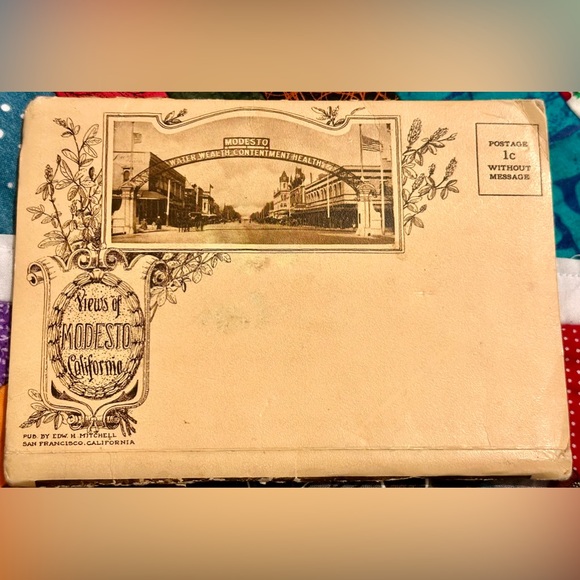 MODESTO
WATER WEALTH CONTENTMENT HEALTH
POSTAGE
1c
WITHOUT
MESSAGE
Views of
MODESTO
California
PUB. BY EDW. H. MITCHELL
SAN FRANCISCO, CALIFORNIA